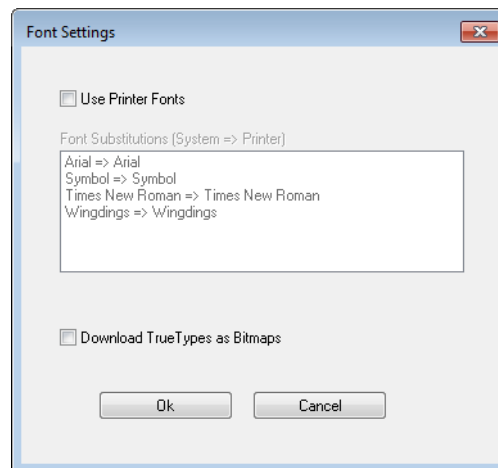 Font Settings
Use Printer Fonts
Font Substitutions (System => Printer)
Arial => Arial
Symbol => Symbol
Times New Roman => Times New Roman
Wingdings => Wingdings
Download TrueTypes as Bitmaps
Ok
Cancel